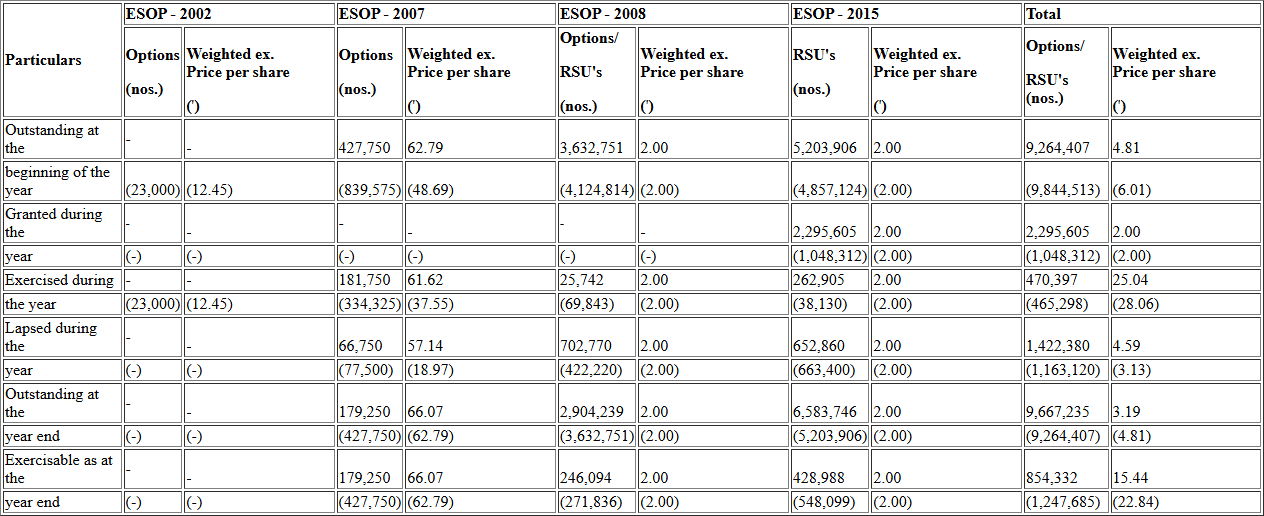 ESOP - 2002 ESOP - 2007 ESOP - 2008 ESOP - 2015 Total
Particulars
Options
(nos.)
Weighted ex.
Price per share
(')
Options
(nos.)
Weighted ex.
Price per share
(')
Options/
RSU's
(nos.)
Weighted ex.
Price per share
(')
RSU's
(nos.)
Weighted ex.
Price per share
(')
Options/
RSU's
(nos.)
Weighted ex.
Price per share
(')
Outstanding at
the - - 427,750 62.79 3,632,751 2.00 5,203,906 2.00 9,264,407 4.81
beginning of the
year (23,000) (12.45) (839,575) (48.69) (4,124,814) (2.00) (4,857,124) (2.00) (9,844,513) (6.01)
Granted during
the - - - - - - 2,295,605 2.00 2,295,605 2.00
year (-) (-) (-) (-) (-) (-) (1,048,312) (2.00) (1,048,312) (2.00)
Exercised during - - 181,750 61.62 25,742 2.00 262,905 2.00 470,397 25.04
the year (23,000) (12.45) (334,325) (37.55) (69,843) (2.00) (38,130) (2.00) (465,298) (28.06)
Lapsed during
the - - 66,750 57.14 702,770 2.00 652,860 2.00 1,422,380 4.59
year (-) (-) (77,500) (18.97) (422,220) (2.00) (663,400) (2.00) (1,163,120) (3.13)
Outstanding at
the - - 179,250 66.07 2,904,239 2.00 6,583,746 2.00 9,667,235 3.19
year end (-) (-) (427,750) (62.79) (3,632,751) (2.00) (5,203,906) (2.00) (9,264,407) (4.81)
Exercisable as at
the - - 179,250 66.07 246,094 2.00 428,988 2.00 854,332 15.44
year end (-) (-) (427,750) (62.79) (271,836) (2.00) (548,099) (2.00) (1,247,685) (22.84)